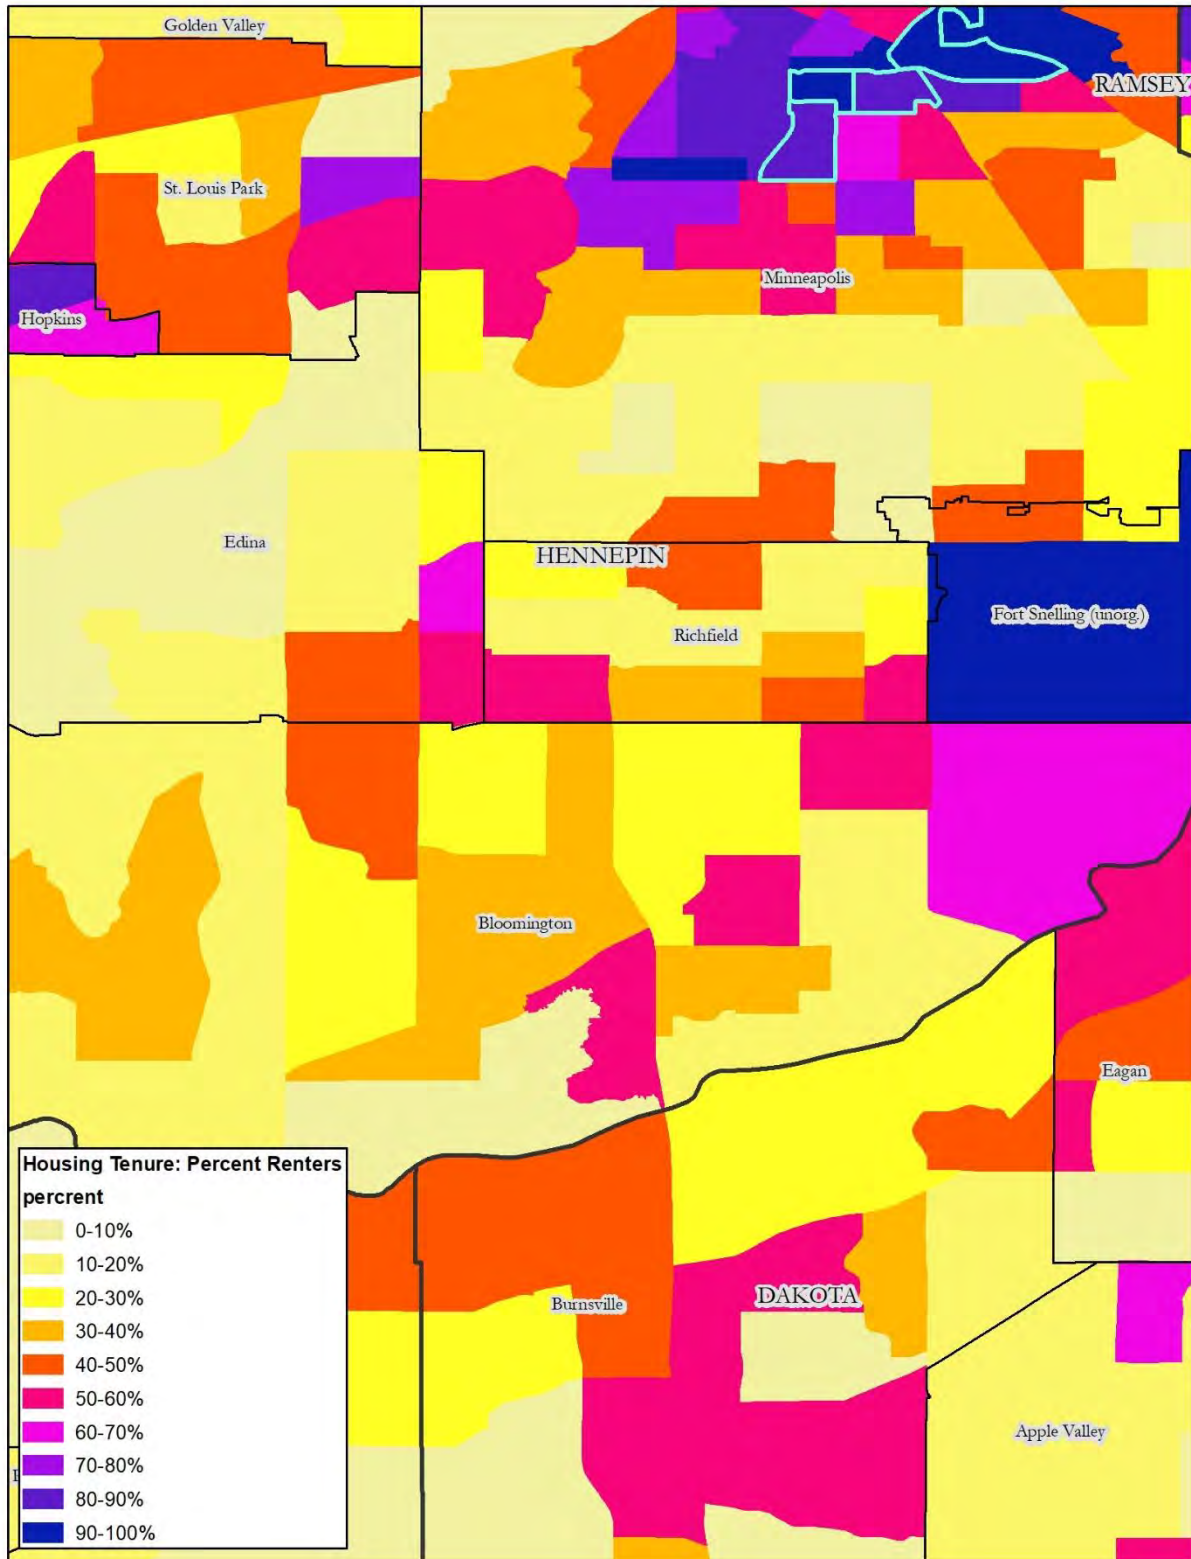 Golden Valley
RAMSEY
St. Louis Park
Minneapolis
Hopkins
Edina
HENNEPIN
Fort Snelling (unorg.)
Richfield
Bloomington
Eagan
Housing Tenure: Percent Renters
percrent
0-10%
10-20%
20-30%
30-40%
40-50%
50-60%
60-70%
70-80%
80-90%
90-100%
Burnsville
DAKOTA
Apple Valley